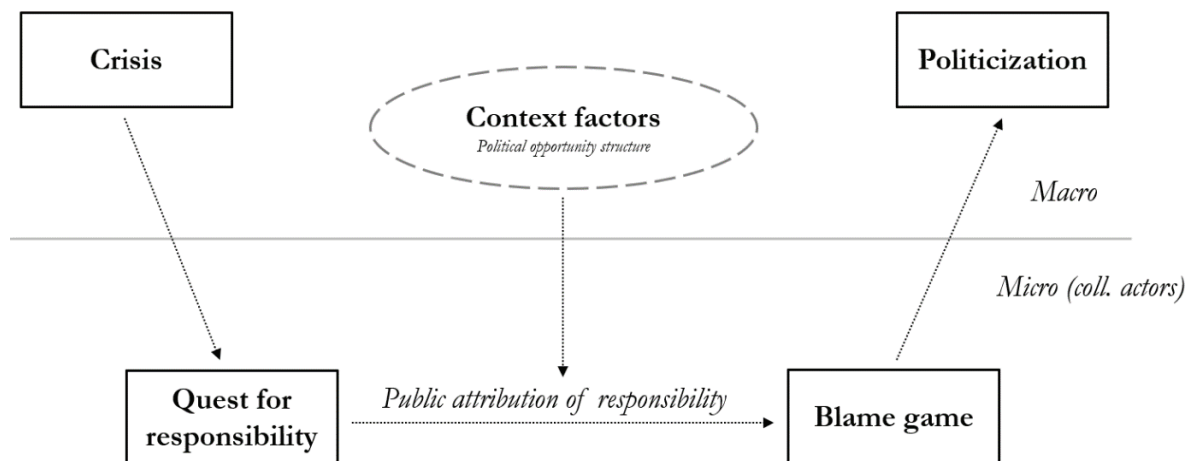 Crisis
Politicization
Context factors
Political opportunity structure
Macro
Micro (coll. actors)
Quest for
responsibility
Public attribution of responsibility
Blame game